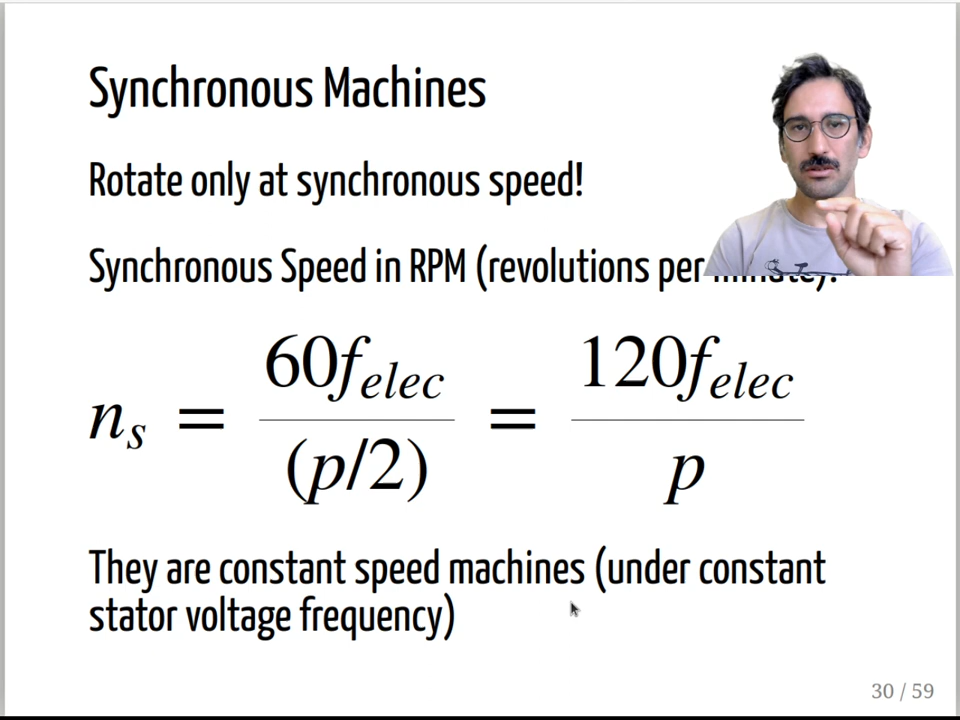 Synchronous Machines
Rotate only at synchronous speed!
Synchronous Speed in RPM (revolutions per minute):
n_s = 60f_elec / (p/2) = 120f_elec / p
They are constant speed machines (under constant
stator voltage frequency)
30 / 59